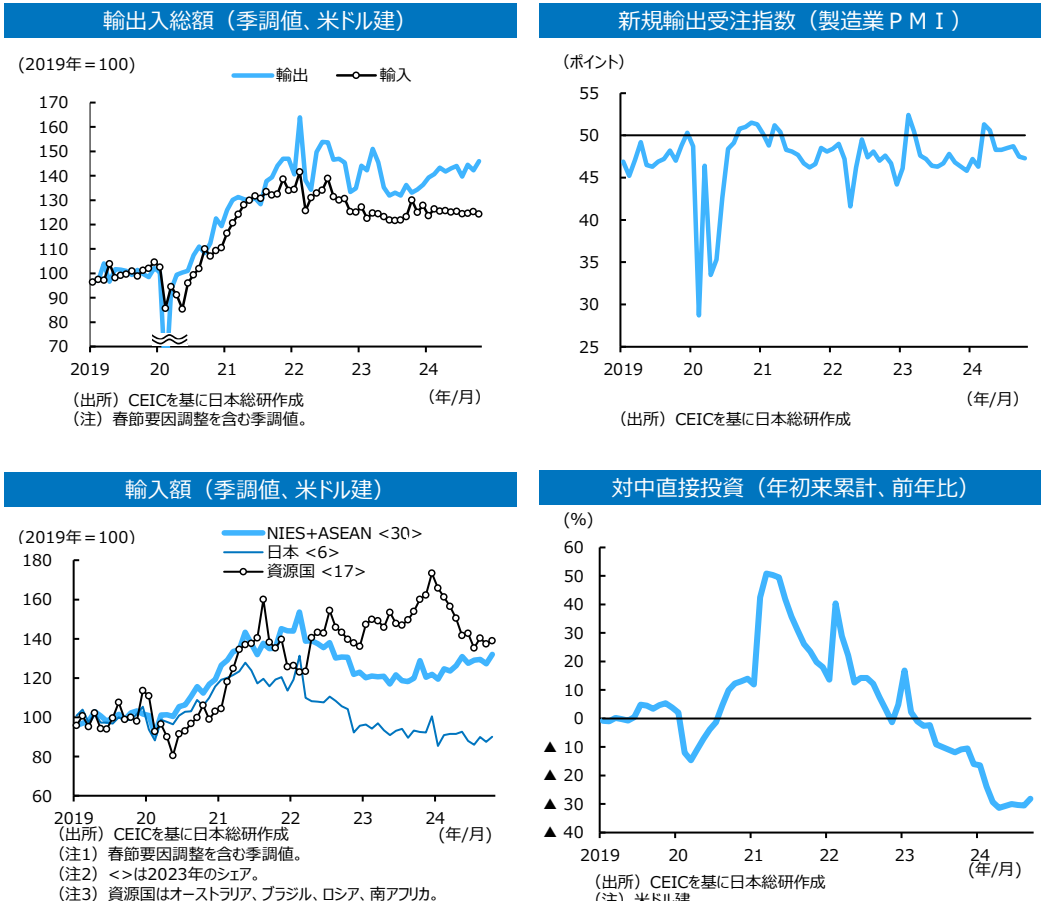 輸出入総額（季調値、米ドル建）
(2019年＝100)
輸出
輸入
170
160
150
140
130
120
110
100
90
80
70
2019
20
21
22
23
24
（年/月）
（出所）CEICを基に日本総研作成
（注）春節要因調整を含む季調値。
新規輸出受注指数（製造業ＰＭＩ）
（ポイント）
55
50
45
40
35
30
25
2019
20
21
22
23
24
（年/月）
（出所）CEICを基に日本総研作成
輸入額（季調値、米ドル建）
(2019年＝100)
NIES+ASEAN <30>
日本 <6>
資源国 <17>
180
160
140
120
100
80
60
2019
20
21
22
23
24
（年/月）
（出所）CEICを基に日本総研作成
（注1）春節要因調整を含む季調値。
（注2）<>は2023年のシェア。
（注3）資源国はオーストラリア、ブラジル、ロシア、南アフリカ。
対中直接投資（年初来累計、前年比）
(%)
60
50
40
30
20
10
0
▲ 10
▲ 20
▲ 30
▲ 40
2019
20
21
22
23
24
（年/月）
（出所）CEICを基に日本総研作成
（注）米ドル建